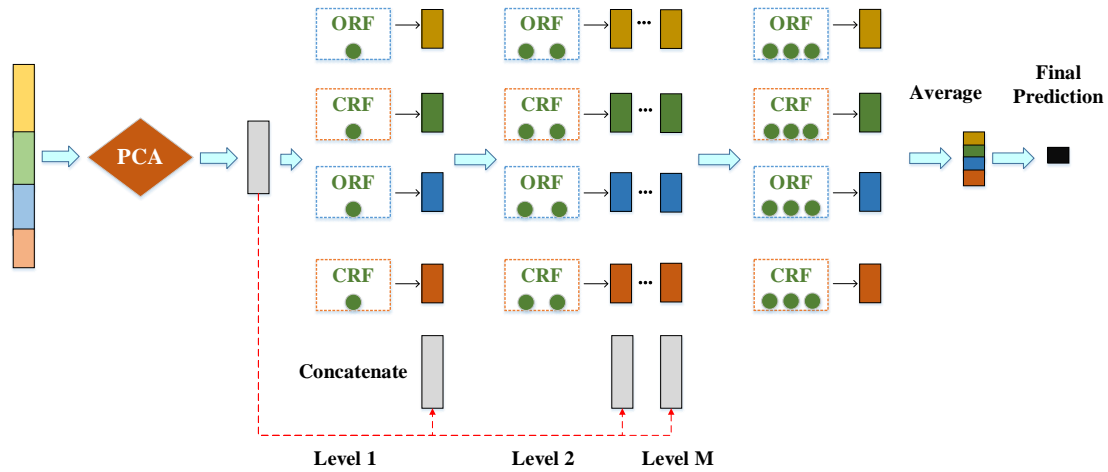 ORF
ORF
ORF
CRF
CRF
CRF
Average
Final
Prediction
PCA
ORF
ORF
ORF
CRF
CRF
CRF
Concatenate
Level 1
Level 2
Level M